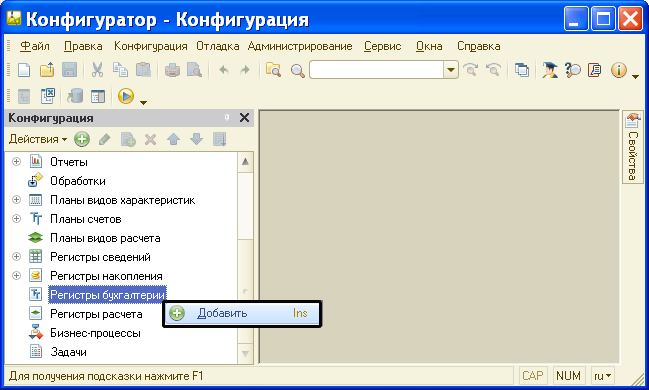 Конфигуратор - Конфигурация
Файл Правка Конфигурация Отладка Администрирование Сервис Окна Справка
Конфигурация
Действия
Отчеты
Обработки
Планы видов характеристик
Планы счетов
Планы видов расчета
Регистры сведений
Регистры накопления
Регистры бухгалтерии
Добавить Ins
Регистры расчета
Бизнес-процессы
Задачи
Свойства
Для получения подсказки нажмите F1 CAP NUM ru